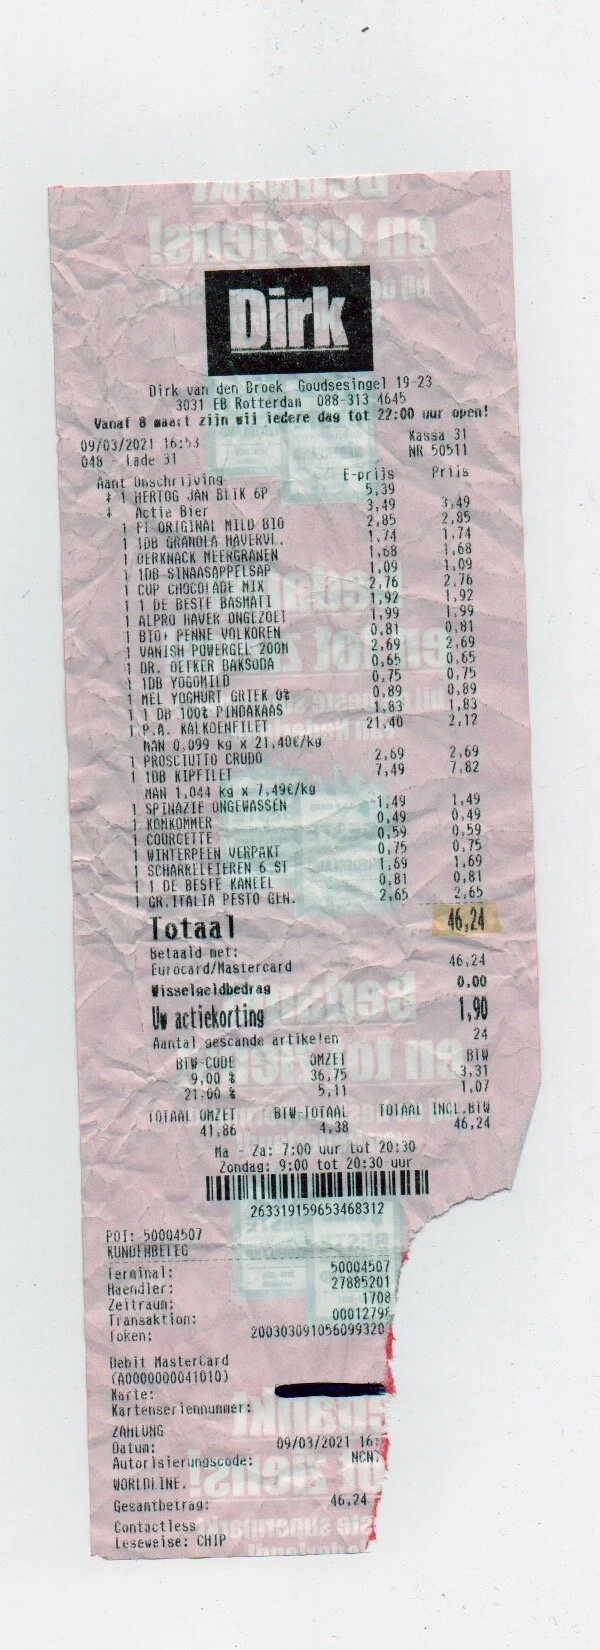 Dirk
Dirk van den Broek Goudsesingel 19-23
3031 EB Rotterdam 088-313 4645
Vanaf 8 maart zijn wij iedere dag tot 22:00 uur open!
09/03/2021 16:53 Kassa 31
048 - lade 31 NR 50511
Aant Omschrijving E-prijs Prijs
1 HERTOG JAN BLIK 6P 5,39
Actie Bier 3,49 3,49
1 FT ORIGINAL MILD BIO 2,85 2,85
1 1DB GRANOLA HAVERVL. 1,74 1,74
1 OERKNACK MEERGRANEN 1,68 1,68
1 1DB SINAASAPPELSAP 1,09 1,09
1 CUP CHOCOLADE MIX 2,76 2,76
1 1 DE BESTE BASMATI 1,92 1,92
1 ALPRO HAVER ONGEZOET 1,99 1,99
1 BIO+ PENNE VOLKOREN 0,81 0,81
1 VANISH POWERGEL 200M 2,69 2,69
1 DR. OETKER BAKSODA 0,65 0,65
1 1DB YOGOMILD 0,75 0,75
1 MEL YOGHURT GRIEK 0% 0,89 0,89
1 1 DB 100% PINDAKAAS 1,83 1,83
1 P.A. KALKOENFILET 21,40 2,12
MAN 0,099 kg x 21,40€/kg
1 PROSCIUTTO CRUDO 2,69 2,69
1 1DB KIPFILET 7,49 7,82
MAN 1,044 kg x 7,49€/kg
1 SPINAZIE ONGEWASSEN 1,49 1,49
1 KOMKOMMER 0,49 0,49
1 COURGETTE 0,59 0,59
1 WINTERPEEN VERPAKT 0,75 0,75
1 SCHARRELEIEREN 6 ST 1,69 1,69
1 1 DE BESTE KANEEL 0,81 0,81
1 GR.ITALIA PESTO GEN. 2,65 2,65
Totaal 46,24
Betaald met:
Eurocard/Mastercard 46,24
Wisselgeldbedrag 0.00
Uw actiekorting 1,90
Aantal gescande artikelen 24
BTW-CODE OMZET BTW
9,00 % 36,75 3,31
21,00 % 5,11 1,07
TOTAAL OMZET BTW-TOTAAL TOTAAL INCL.BTW
41,86 4,38 46,24
Ma - Za: 7:00 uur tot 20:30
Zondag: 9:00 tot 20:30 uur
263319159653468312
POI: 50004507
KUNDENBELEG
Terminal: 50004507
Haendler: 27885201
Zeitraum: 1708
Transaktion: 0001279
Token: 200303091056099320
Debit MasterCard
(A0000000041010)
Karte:
Kartenseriennummer:
ZAHLUNG
Datum: 09/03/2021 16:
Autorisierungscode: NCN.
WORLDLINE.
Gesamtbetrag: 46,24
Contactless
Leseweise: CHIP